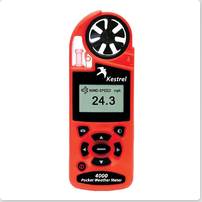 Kestrel
WIND SPEED mph
24.3
4000
Pocket Weather Meter